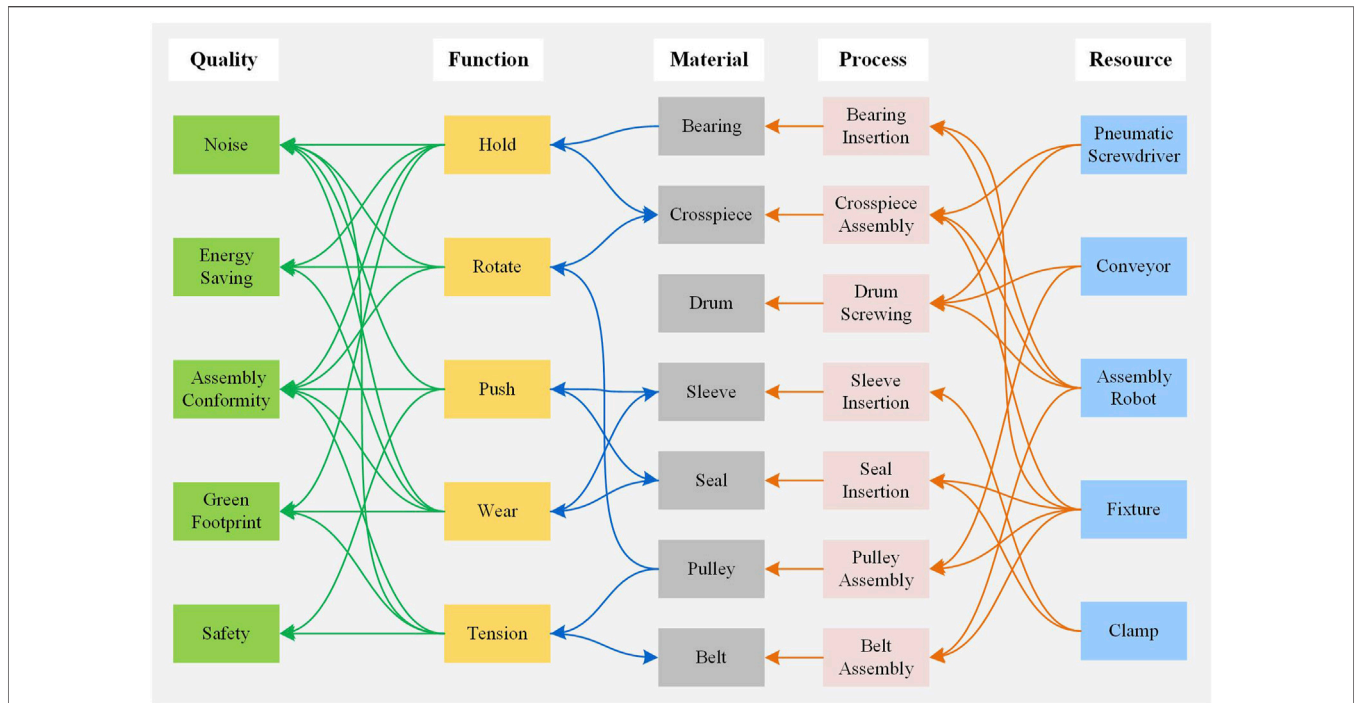 Quality
Function
Material
Process
Resource
Noise
Energy
Saving
Assembly
Conformity
Green
Footprint
Safety
Hold
Rotate
Push
Wear
Tension
Bearing
Crosspiece
Drum
Sleeve
Seal
Pulley
Belt
Bearing
Insertion
Crosspiece
Assembly
Drum
Screwing
Sleeve
Insertion
Seal
Insertion
Pulley
Assembly
Belt
Assembly
Pneumatic
Screwdriver
Conveyor
Assembly
Robot
Fixture
Clamp